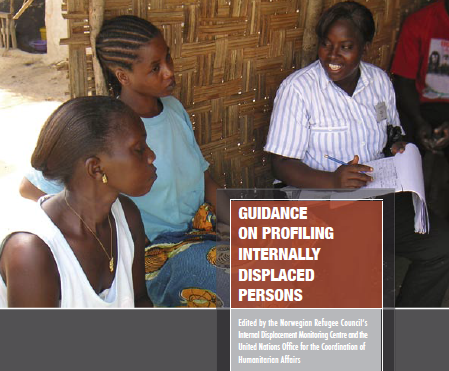 GUIDANCE
ON PROFILING
INTERNALLY
DISPLACED
PERSONS
Edited by the Norwegian Refugee Council's
Internal Displacement Monitoring Centre and the
United Nations Office for the Coordination of
Humanitarian Affairs